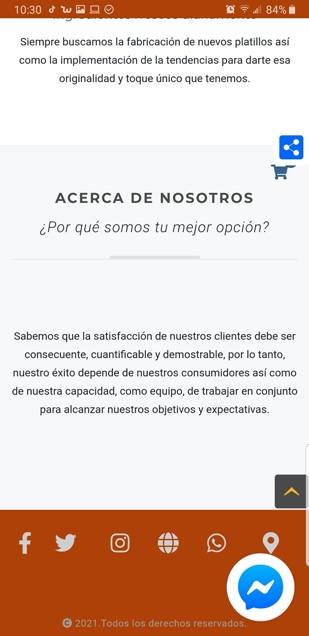 10:30
84%
Siempre buscamos la fabricación de nuevos platillos así
como la implementación de la tendencias para darte esa
originalidad y toque único que tenemos.
ACERCA DE NOSOTROS
¿Por qué somos tu mejor opción?
Sabemos que la satisfacción de nuestros clientes debe ser
consecuente, cuantificable y demostrable, por lo tanto,
nuestro éxito depende de nuestros consumidores así como
de nuestra capacidad, como equipo, de trabajar en conjunto
para alcanzar nuestros objetivos y expectativas.
© 2021.Todos los derechos reservados.